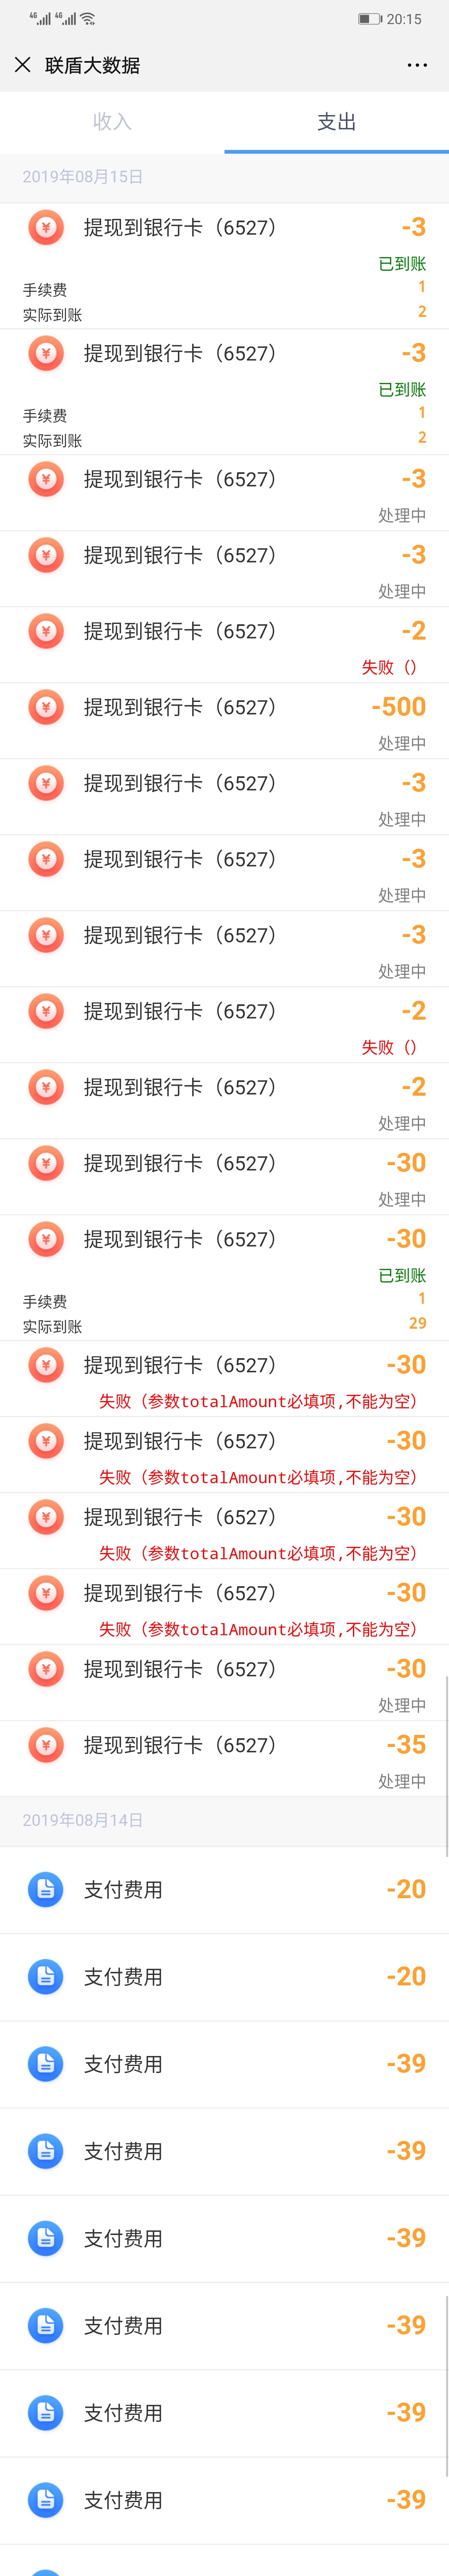 4G 4G 20:15
联盾大数据
收入 支出
2019年08月15日
提现到银行卡（6527） -3
已到账
手续费 1
实际到账 2
提现到银行卡（6527） -3
已到账
手续费 1
实际到账 2
提现到银行卡（6527） -3
处理中
提现到银行卡（6527） -3
处理中
提现到银行卡（6527） -2
失败（）
提现到银行卡（6527） -500
处理中
提现到银行卡（6527） -3
处理中
提现到银行卡（6527） -3
处理中
提现到银行卡（6527） -3
处理中
提现到银行卡（6527） -2
失败（）
提现到银行卡（6527） -2
处理中
提现到银行卡（6527） -30
处理中
提现到银行卡（6527） -30
已到账
手续费 1
实际到账 29
提现到银行卡（6527） -30
失败（参数totalAmount必填项,不能为空）
提现到银行卡（6527） -30
失败（参数totalAmount必填项,不能为空）
提现到银行卡（6527） -30
失败（参数totalAmount必填项,不能为空）
提现到银行卡（6527） -30
失败（参数totalAmount必填项,不能为空）
提现到银行卡（6527） -30
处理中
提现到银行卡（6527） -35
处理中
2019年08月14日
支付费用 -20
支付费用 -20
支付费用 -39
支付费用 -39
支付费用 -39
支付费用 -39
支付费用 -39
支付费用 -39